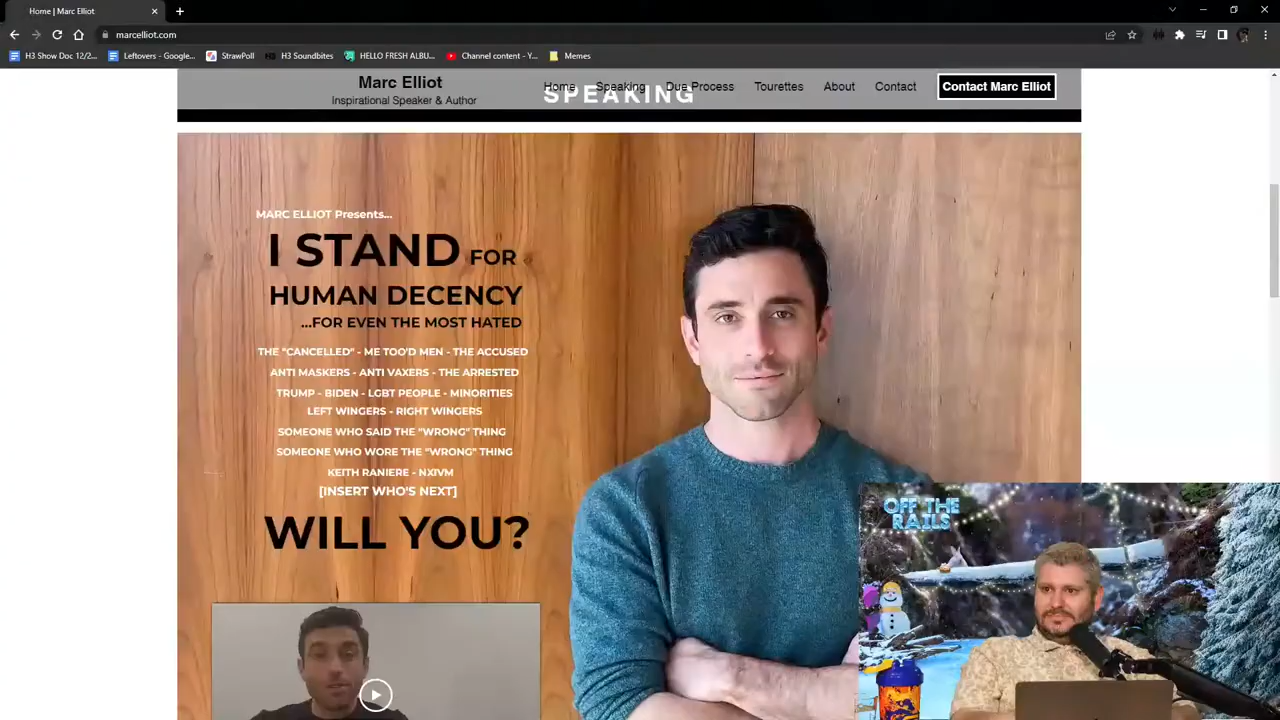 Home | Marc Elliot
marcelliot.com
H3 Show Doc 12/2...
Leftovers - Google...
StrawPoll
H3 Soundbites
HELLO FRESH ALBU...
Channel content - Y...
Memes
Marc Elliot
Inspirational Speaker & Author
Home Speaking Due Process Tourettes About Contact
Contact Marc Elliot
SPEAKING
MARC ELLIOT Presents...
I STAND FOR
HUMAN DECENCY
...FOR EVEN THE MOST HATED
THE "CANCELLED" - ME TOO'D MEN - THE ACCUSED
ANTI MASKERS - ANTI VAXERS - THE ARRESTED
TRUMP - BIDEN - LGBT PEOPLE - MINORITIES
LEFT WINGERS - RIGHT WINGERS
SOMEONE WHO SAID THE "WRONG" THING
SOMEONE WHO WORE THE "WRONG" THING
KEITH RANIERE - NXIVM
[INSERT WHO'S NEXT]
WILL YOU?
OFF THE
RAILS